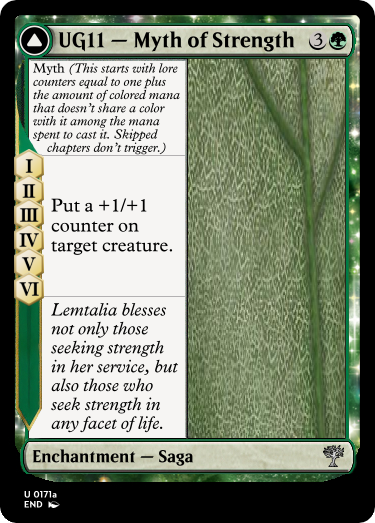 UG11 — Myth of Strength 3
Myth (This starts with lore
counters equal to one plus
the amount of colored mana
that doesn't share a color
with it among the mana
spent to cast it. Skipped
chapters don't trigger.)
I
II
III
IV
V
VI
Put a +1/+1
counter on
target creature.
Lemtalia blesses
not only those
seeking strength
in her service, but
also those who
seek strength in
any facet of life.
Enchantment — Saga
U 0171a
END